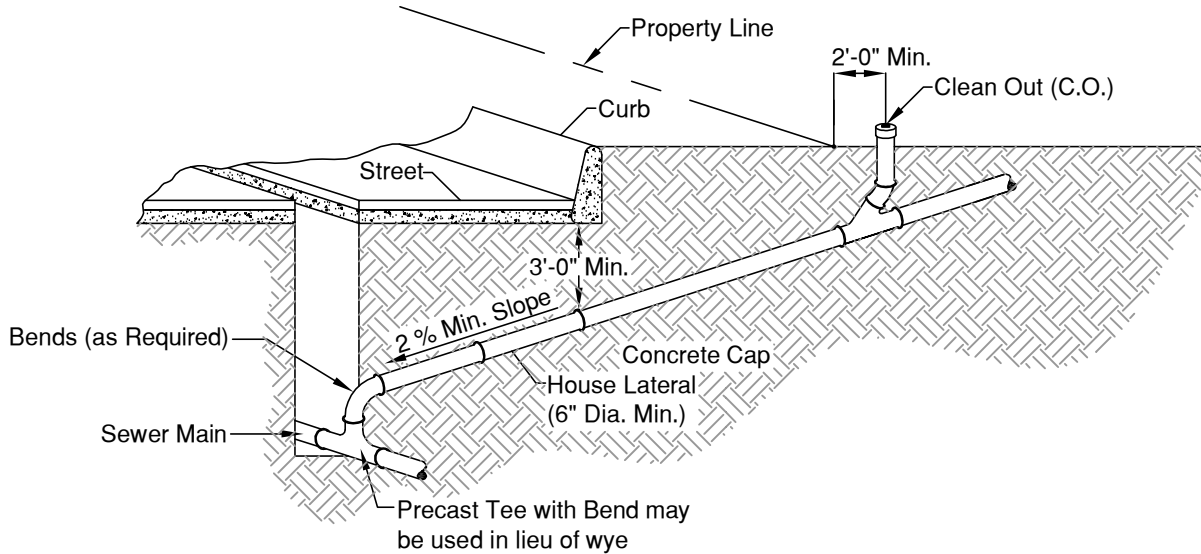 Property Line
2'-0" Min.
Clean Out (C.O.)
Curb
Street
3'-0" Min.
2 % Min. Slope
Bends (as Required)
Concrete Cap
House Lateral
(6" Dia. Min.)
Sewer Main
Precast Tee with Bend may
be used in lieu of wye